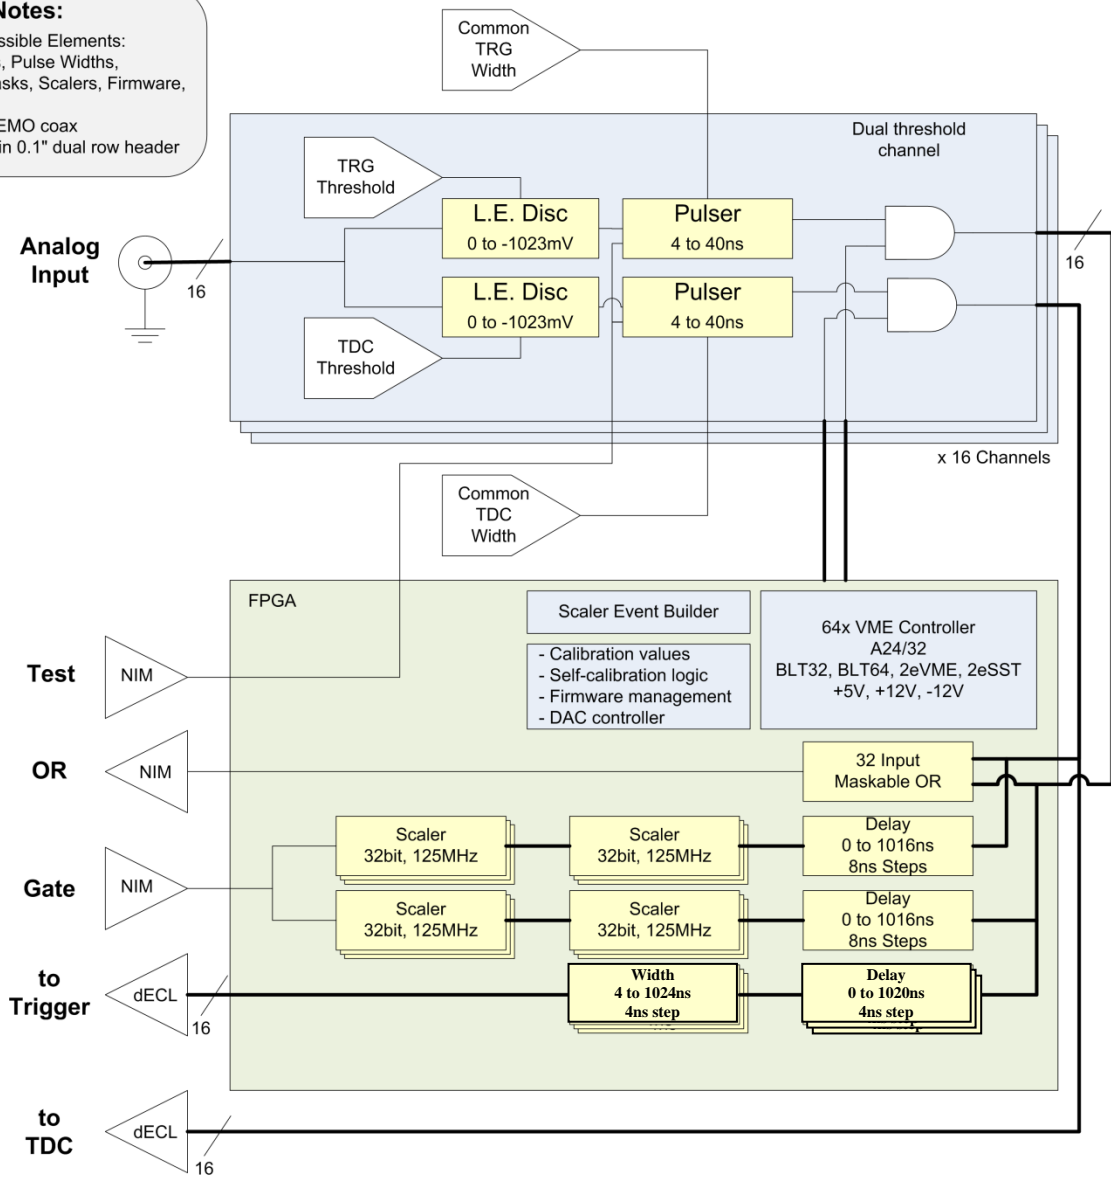 Notes:
ssible Elements:
s, Pulse Widths,
asks, Scalers, Firmware,
EMO coax
in 0.1" dual row header
Common
TRG
Width
Dual threshold
channel
TRG
Threshold
L.E. Disc
0 to -1023mV
Pulser
4 to 40ns
Analog
Input
16
16
L.E. Disc
0 to -1023mV
Pulser
4 to 40ns
TDC
Threshold
x 16 Channels
Common
TDC
Width
FPGA
Scaler Event Builder
- Calibration values
- Self-calibration logic
- Firmware management
- DAC controller
64x VME Controller
A24/32
BLT32, BLT64, 2eVME, 2eSST
+5V, +12V, -12V
Test
NIM
OR
NIM
32 Input
Maskable OR
Gate
NIM
Scaler
32bit, 125MHz
Scaler
32bit, 125MHz
Delay
0 to 1016ns
8ns Steps
Scaler
32bit, 125MHz
Scaler
32bit, 125MHz
Delay
0 to 1016ns
8ns Steps
to
Trigger
dECL
16
Width
4 to 1024ns
4ns step
Delay
0 to 1020ns
4ns step
to
TDC
dECL
16